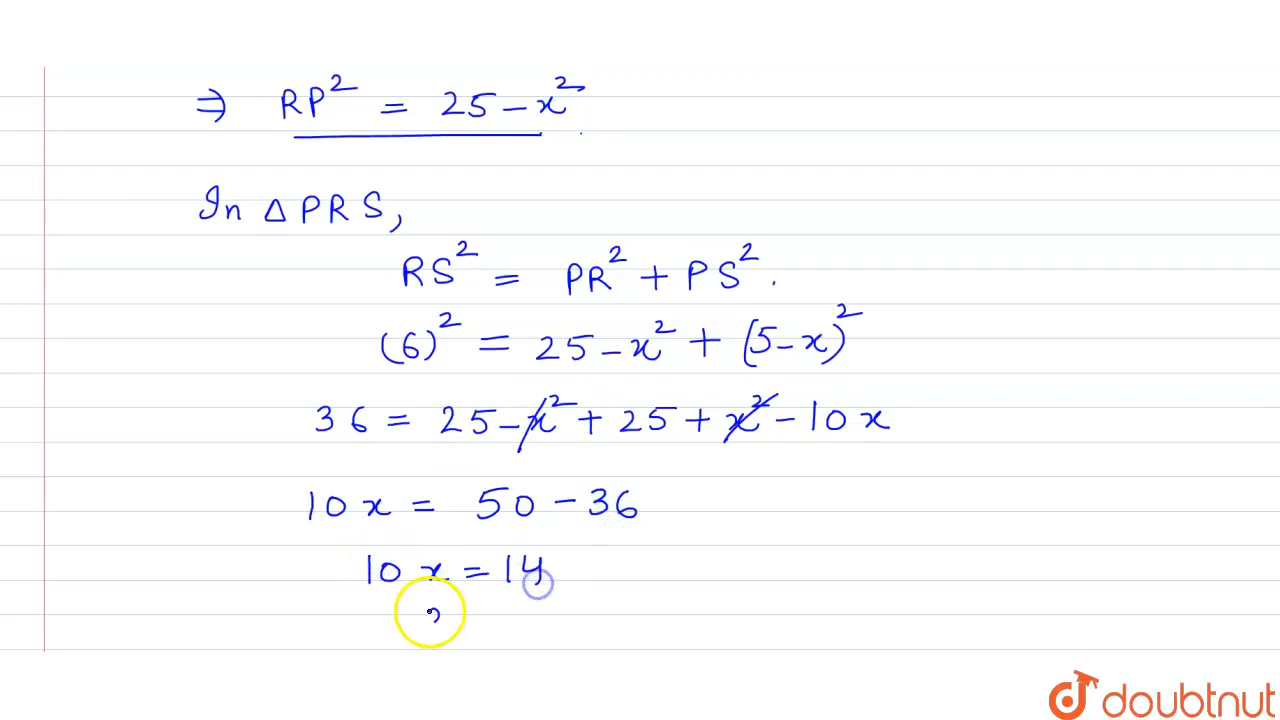 ⇒ RP² = 25 – x²
In Δ PRS,
RS² = PR² + PS².
(6)² = 25 – x² + (5 – x)²
36 = 25 – x² + 25 + x² – 10x
10x = 50 – 36
10x = 14
doubtnut